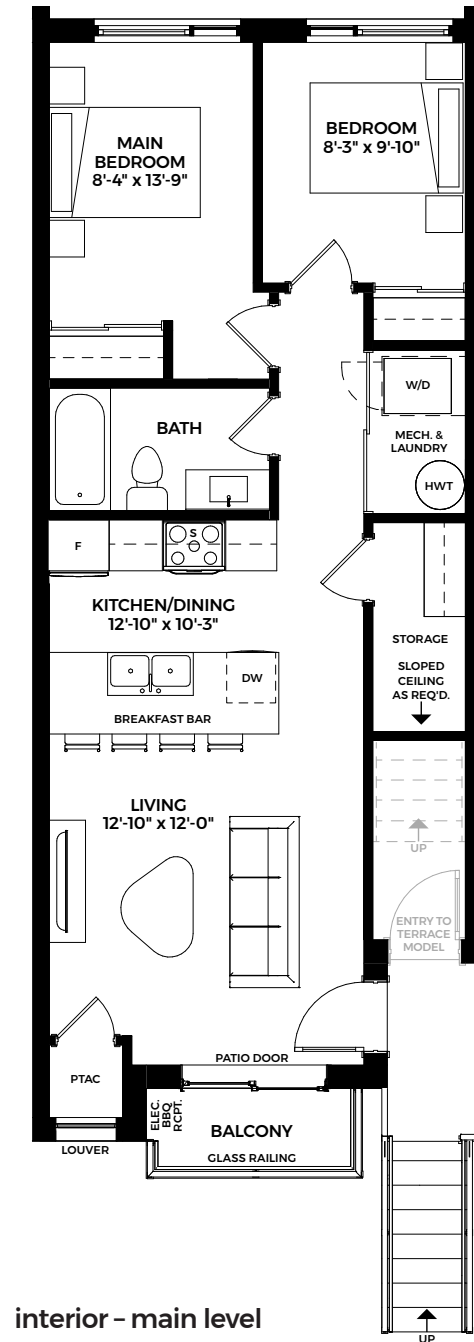 MAIN
BEDROOM
8'-4" x 13'-9"
BEDROOM
8'-3" x 9'-10"
W/D
MECH. &
LAUNDRY
HWT
BATH
F
S
KITCHEN/DINING
12'-10" x 10'-3"
DW
BREAKFAST BAR
STORAGE
SLOPED
CEILING
AS REQ'D.
LIVING
12'-10" x 12'-0"
UP
ENTRY TO
TERRACE
MODEL
PTAC
LOUVER
PATIO DOOR
ELEC.
BBQ
RCPT.
BALCONY
GLASS RAILING
UP
interior – main level